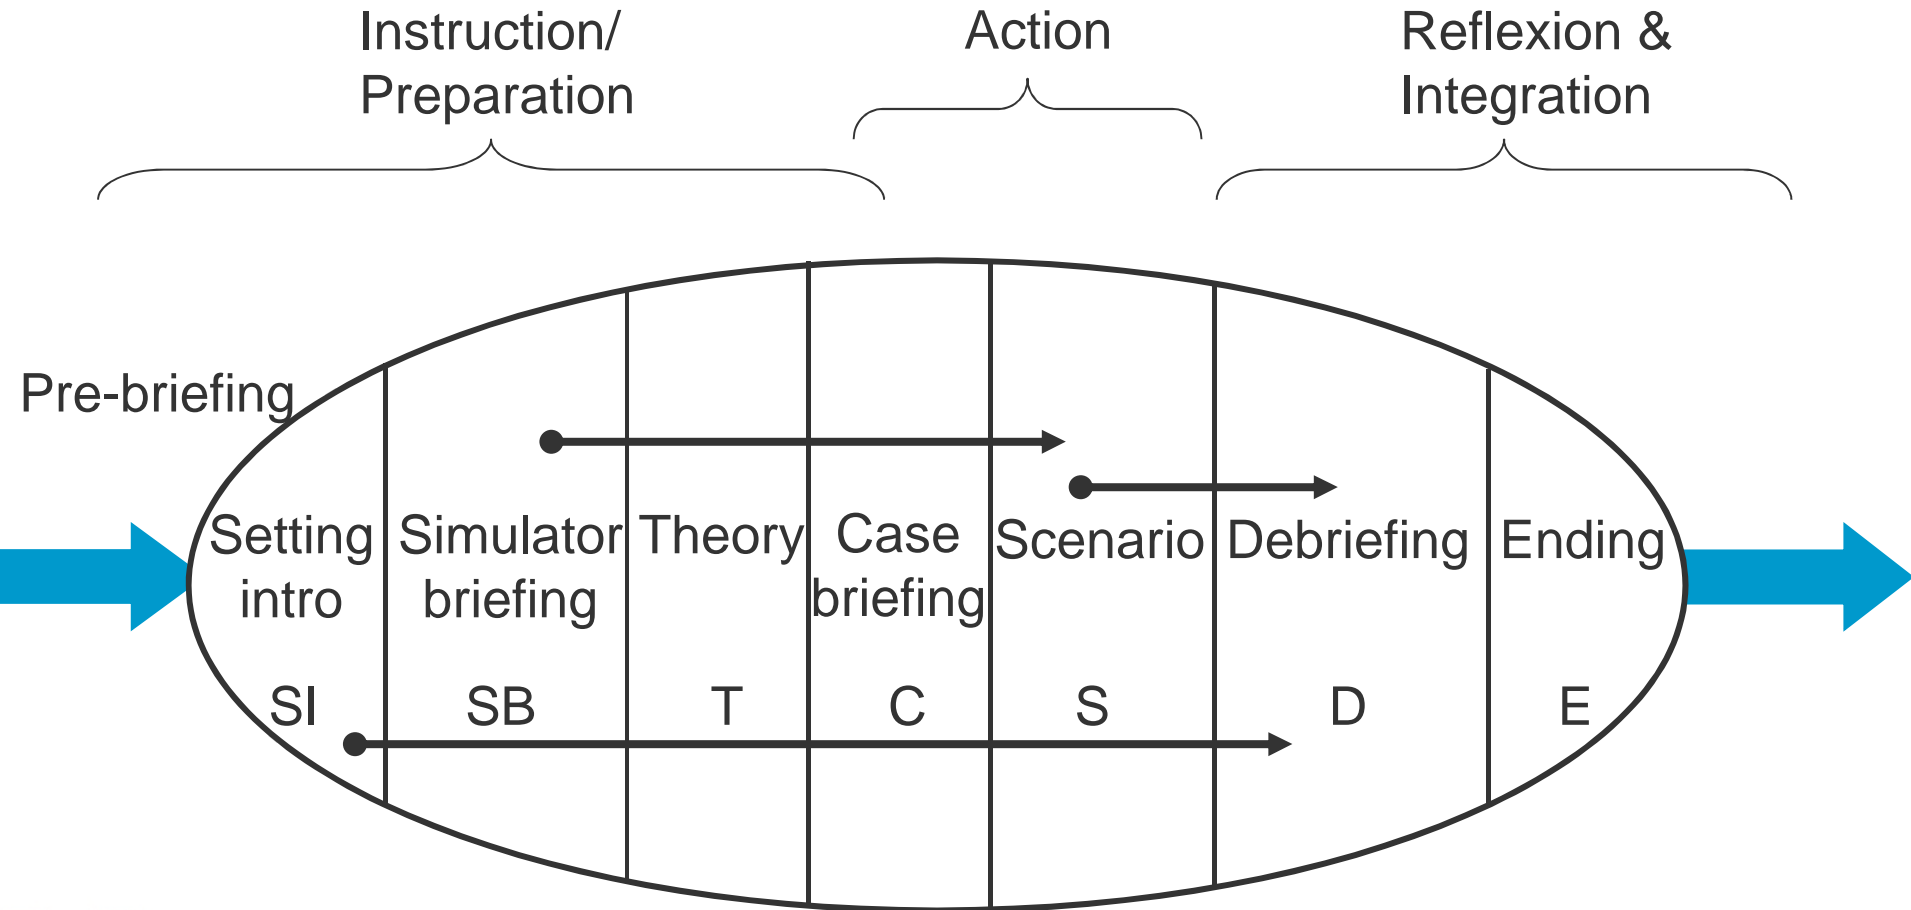 Instruction/
Preparation
Action
Reflexion &
Integration
Pre-briefing
Setting
intro
Simulator
briefing
Theory
Case
briefing
Scenario
Debriefing
Ending
SI
SB
T
C
S
D
E